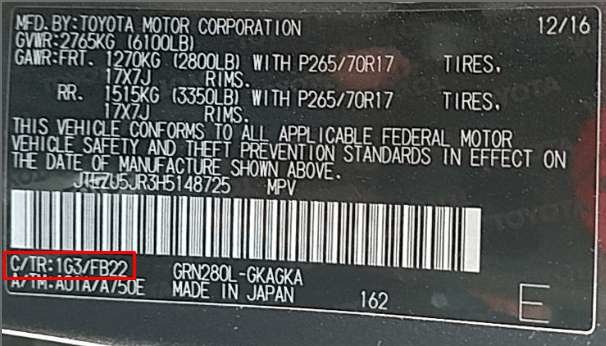 MFD. BY:TOYOTA MOTOR CORPORATION 12/16
GVWR:2765KG (6100LB)
GAWR:FRT. 1270KG (2800LB) WITH P265/70R17 TIRES,
17X7J RIMS.
RR. 1515KG (3350LB) WITH P265/70R17 TIRES,
17X7J RIMS.
THIS VEHICLE CONFORMS TO ALL APPLICABLE FEDERAL MOTOR
VEHICLE SAFETY AND THEFT PREVENTION STANDARDS IN EFFECT ON
THE DATE OF MANUFACTURE SHOWN ABOVE.
JTEZU5JR3H5148725 MPV
C/TR:1G3/FB22 GRN280L-GKAGKA
A/TM:A01A/A750E MADE IN JAPAN 162 E